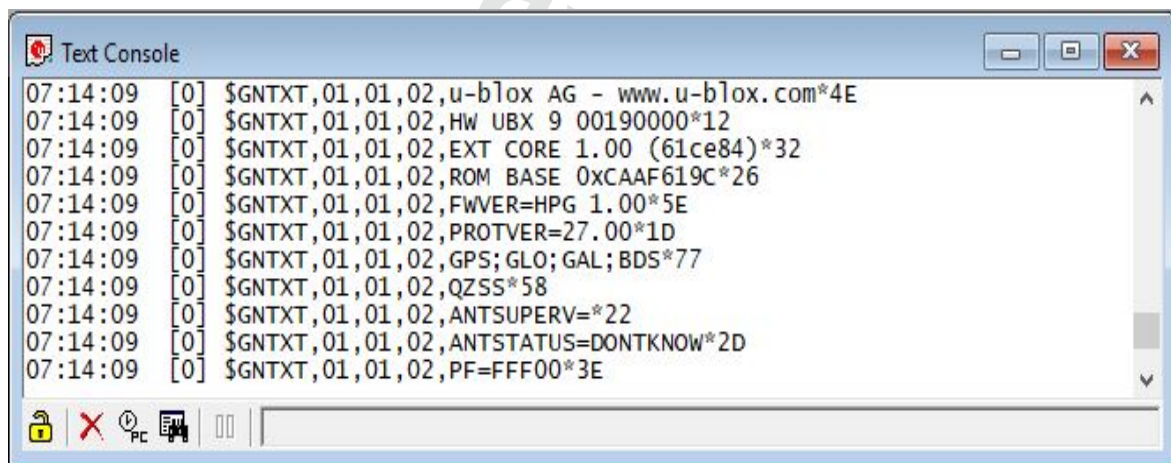 Text Console
07:14:09 [0] $GNTXT,01,01,02,u-blox AG - www.u-blox.com*4E
07:14:09 [0] $GNTXT,01,01,02,HW UBX 9 00190000*12
07:14:09 [0] $GNTXT,01,01,02,EXT CORE 1.00 (61ce84)*32
07:14:09 [0] $GNTXT,01,01,02,ROM BASE 0xCAAF619C*26
07:14:09 [0] $GNTXT,01,01,02,FWVER=HPG 1.00*5E
07:14:09 [0] $GNTXT,01,01,02,PROTVER=27.00*1D
07:14:09 [0] $GNTXT,01,01,02,GPS;GLO;GAL;BDS*77
07:14:09 [0] $GNTXT,01,01,02,QZSS*58
07:14:09 [0] $GNTXT,01,01,02,ANTSUPERV=*22
07:14:09 [0] $GNTXT,01,01,02,ANTSTATUS=DONTKNOW*2D
07:14:09 [0] $GNTXT,01,01,02,PF=FFF00*3E
PC